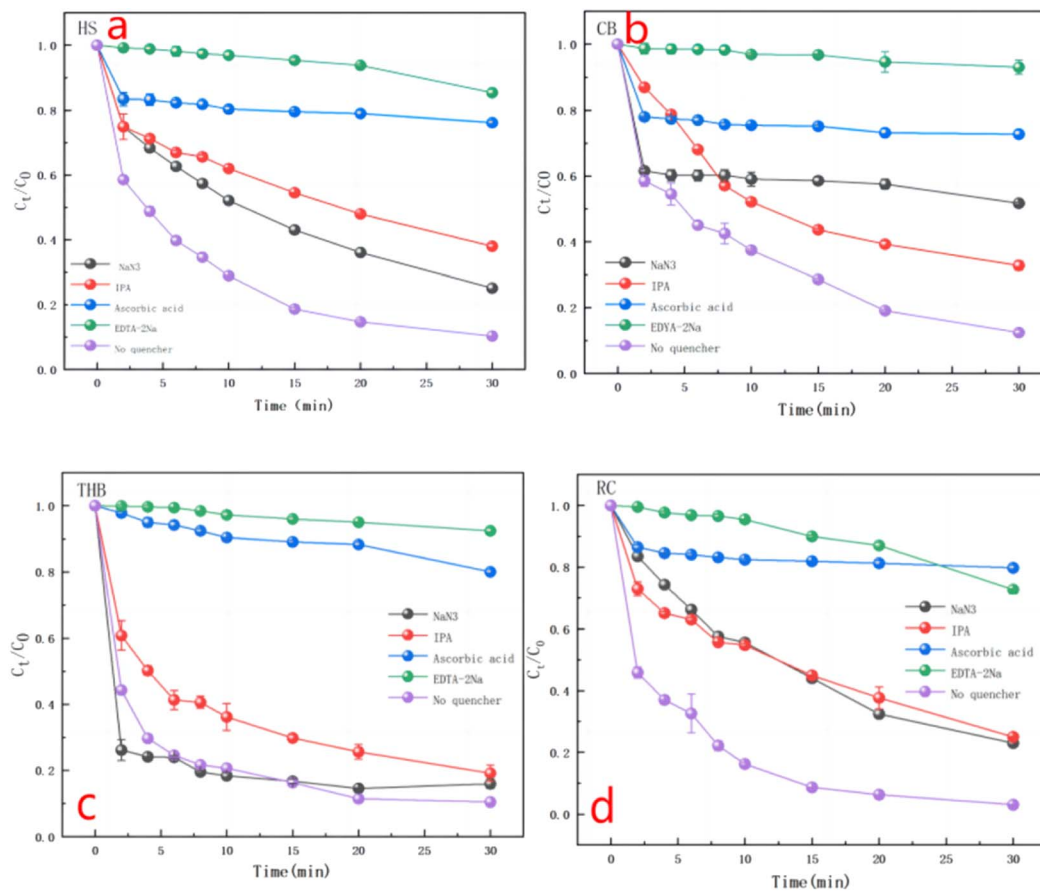 HS
a
1.0
0.8
0.6
0.4
0.2
0.0
Ct/C0
NaN3
IPA
Ascorbic acid
EDTA-2Na
No quencher
0 5 10 15 20 25 30
Time (min)
CB
b
1.0
0.8
0.6
0.4
0.2
0.0
Ct/C0
NaN3
IPA
Ascorbic acid
EDYA-2Na
No quencher
0 5 10 15 20 25 30
Time(min)
THB
1.0
0.8
0.6
0.4
0.2
0.0
Ct/C0
NaN3
IPA
Ascorbic acid
EDTA-2Na
No quencher
c
0 5 10 15 20 25 30
Time(min)
RC
1.0
0.8
0.6
0.4
0.2
0.0
Ct/C0
NaN3
IPA
Ascorbic acid
EDTA-2Na
No quencher
d
0 5 10 15 20 25 30
Time(min)